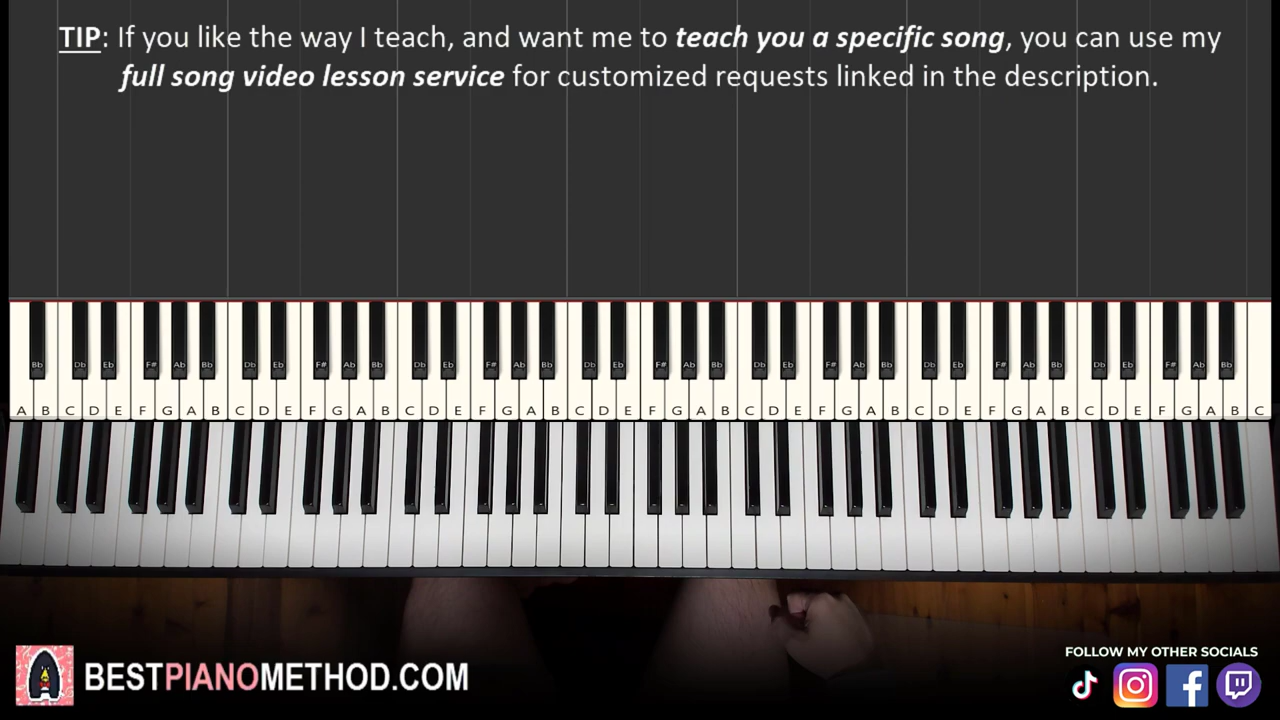 TIP: If you like the way I teach, and want me to teach you a specific song, you can use my
full song video lesson service for customized requests linked in the description.
Bb Db Eb F# Ab Bb Db Eb F# Ab Bb Db Eb F# Ab Bb Db Eb F# Ab Bb Db Eb F# Ab Bb Db Eb F# Ab Bb Db Eb F# Ab Bb
A B C D E F G A B C D E F G A B C D E F G A B C D E F G A B C D E F G A B C D E F G A B C D E F G A B C
FOLLOW MY OTHER SOCIALS
BESTPIANOMETHOD.COM